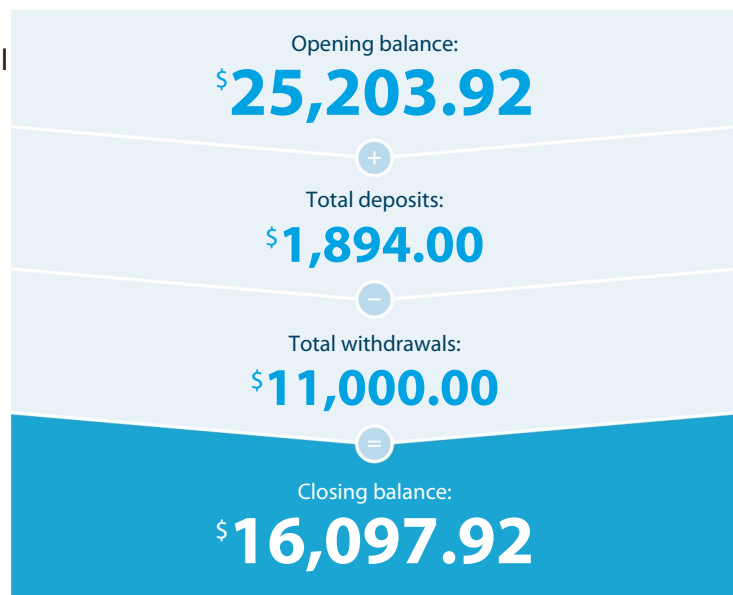 Opening balance:
$25,203.92
+
Total deposits:
$1,894.00
−
Total withdrawals:
$11,000.00
=
Closing balance:
$16,097.92